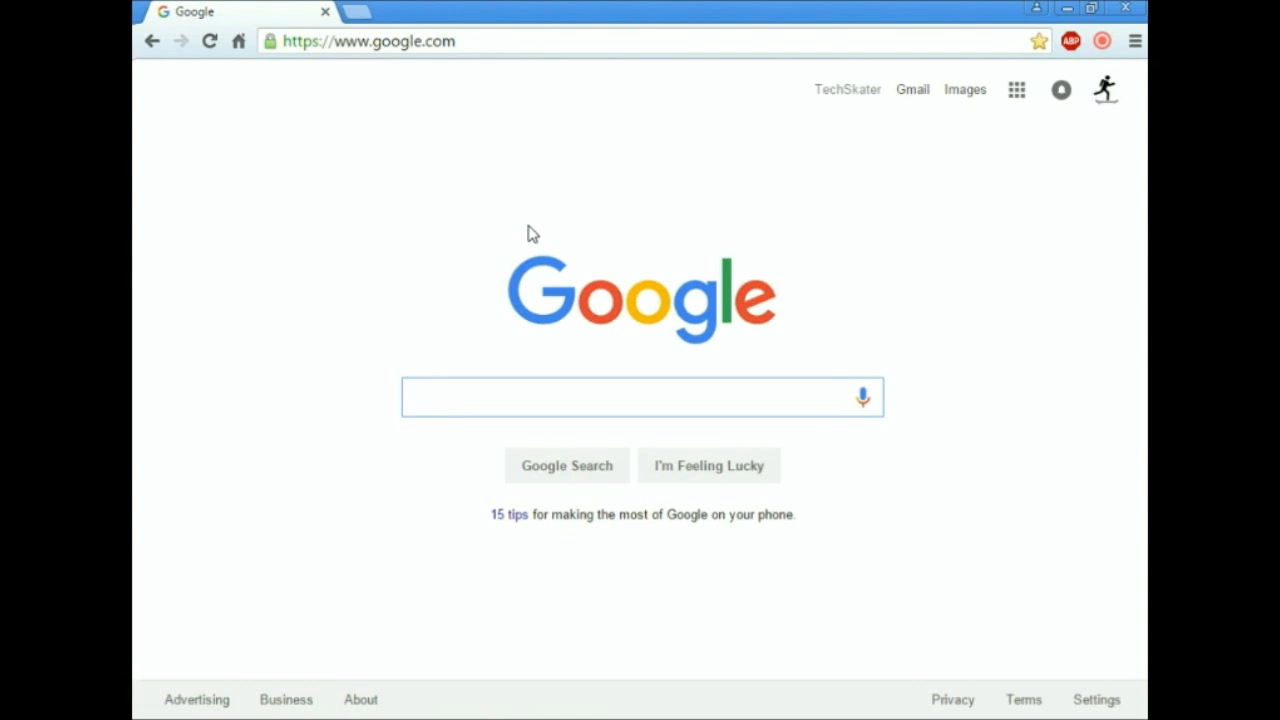 Google
https://www.google.com
ABP
TechSkater Gmail Images
Google
Google Search I'm Feeling Lucky
15 tips for making the most of Google on your phone.
Advertising Business About Privacy Terms Settings